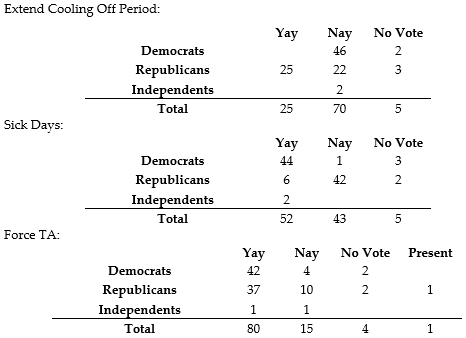 Extend Cooling Off Period:
Yay Nay No Vote
Democrats 46 2
Republicans 25 22 3
Independents 2
Total 25 70 5
Sick Days:
Yay Nay No Vote
Democrats 44 1 3
Republicans 6 42 2
Independents 2
Total 52 43 5
Force TA:
Yay Nay No Vote Present
Democrats 42 4 2
Republicans 37 10 2 1
Independents 1 1
Total 80 15 4 1